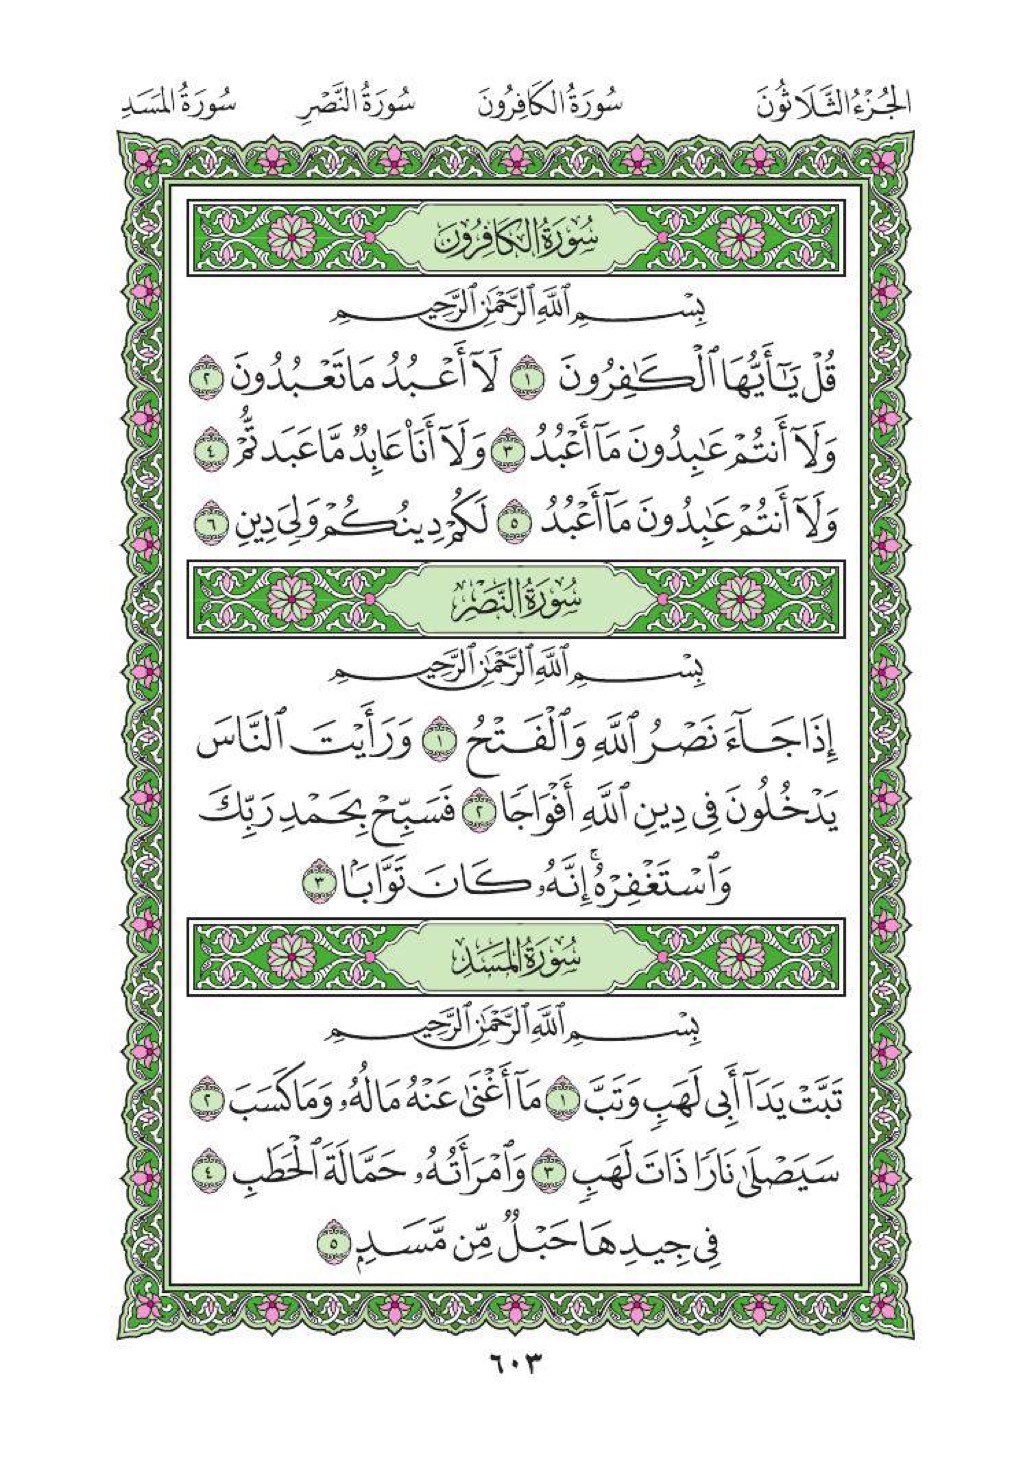 الجُزْءُ الثَّلَاثُونَ سُورَةُ الكَافِرُونَ سُورَةُ النَّصْرِ سُورَةُ المَسَدِ
سُورَةُ الكَافِرُونَ
بِسْمِ ٱللَّهِ ٱلرَّحْمَٰنِ ٱلرَّحِيمِ
قُلْ يَٰٓأَيُّهَا ٱلْكَٰفِرُونَ ١ لَآ أَعْبُدُ مَا تَعْبُدُونَ ٢
وَلَآ أَنتُمْ عَٰبِدُونَ مَآ أَعْبُدُ ٣ وَلَآ أَنَا۠ عَابِدٌ مَّا عَبَدتُّمْ ٤
وَلَآ أَنتُمْ عَٰبِدُونَ مَآ أَعْبُدُ ٥ لَكُمْ دِينُكُمْ وَلِىَ دِينِ ٦
سُورَةُ النَّصْرِ
بِسْمِ ٱللَّهِ ٱلرَّحْمَٰنِ ٱلرَّحِيمِ
إِذَا جَآءَ نَصْرُ ٱللَّهِ وَٱلْفَتْحُ ١ وَرَأَيْتَ ٱلنَّاسَ
يَدْخُلُونَ فِى دِينِ ٱللَّهِ أَفْوَاجًا ٢ فَسَبِّحْ بِحَمْدِ رَبِّكَ
وَٱسْتَغْفِرْهُ ۚ إِنَّهُۥ كَانَ تَوَّابًۢا ٣
سُورَةُ المَسَدِ
بِسْمِ ٱللَّهِ ٱلرَّحْمَٰنِ ٱلرَّحِيمِ
تَبَّتْ يَدَآ أَبِى لَهَبٍ وَتَبَّ ١ مَآ أَغْنَىٰ عَنْهُ مَالُهُۥ وَمَا كَسَبَ ٢
سَيَصْلَىٰ نَارًا ذَاتَ لَهَبٍ ٣ وَٱمْرَأَتُهُۥ حَمَّالَةَ ٱلْحَطَبِ ٤
فِى جِيدِهَا حَبْلٌ مِّن مَّسَدٍۭ ٥
٦٠٣